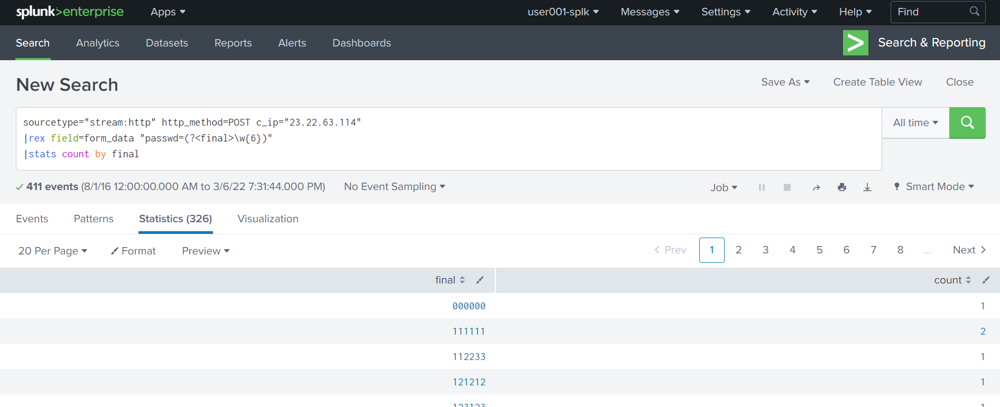 splunk>enterprise Apps user001-splk Messages Settings Activity Help Find
Search Analytics Datasets Reports Alerts Dashboards Search & Reporting
New Search
Save As Create Table View Close
sourcetype="stream:http" http_method=POST c_ip="23.22.63.114"
|rex field=form_data "passwd=(?<final>\w{6})"
|stats count by final
All time
411 events (8/1/16 12:00:00.000 AM to 3/6/22 7:31:44.000 PM) No Event Sampling Job Smart Mode
Events Patterns Statistics (326) Visualization
20 Per Page Format Preview Prev 1 2 3 4 5 6 7 8 ... Next
final count
000000 1
111111 2
112233 1
121212 1
123123 1